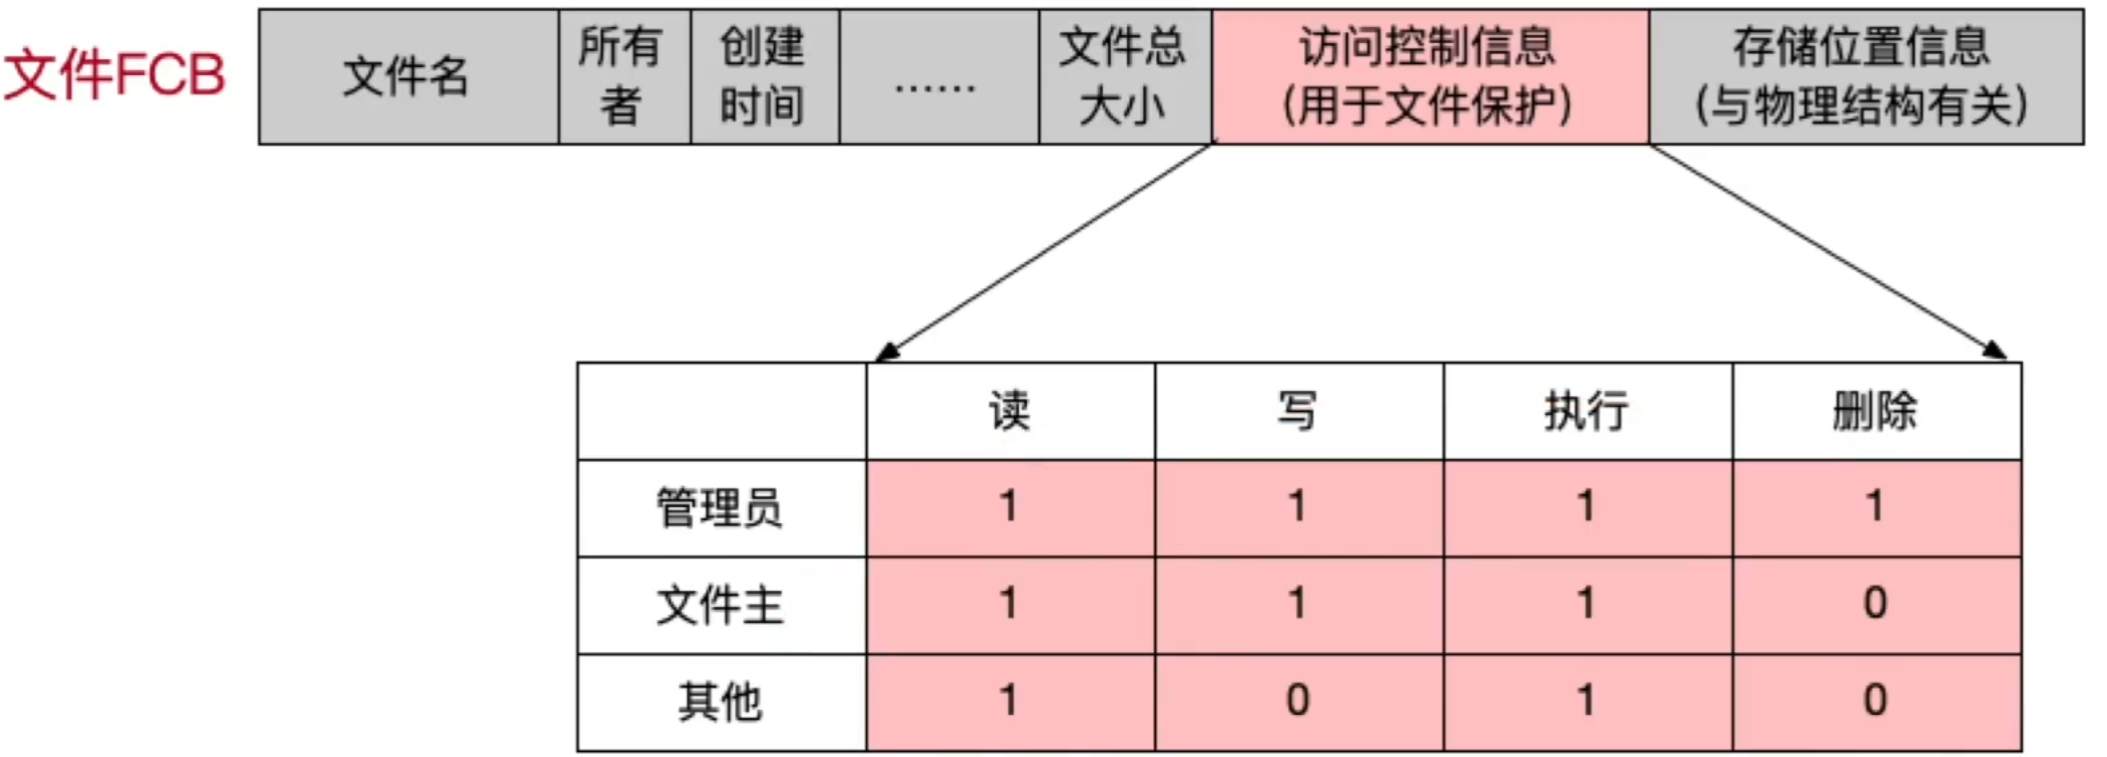 文件FCB
文件名
所有
者
创建
时间
......
文件总
大小
访问控制信息
(用于文件保护)
存储位置信息
(与物理结构有关)
读 写 执行 删除
管理员 1 1 1 1
文件主 1 1 1 0
其他 1 0 1 0